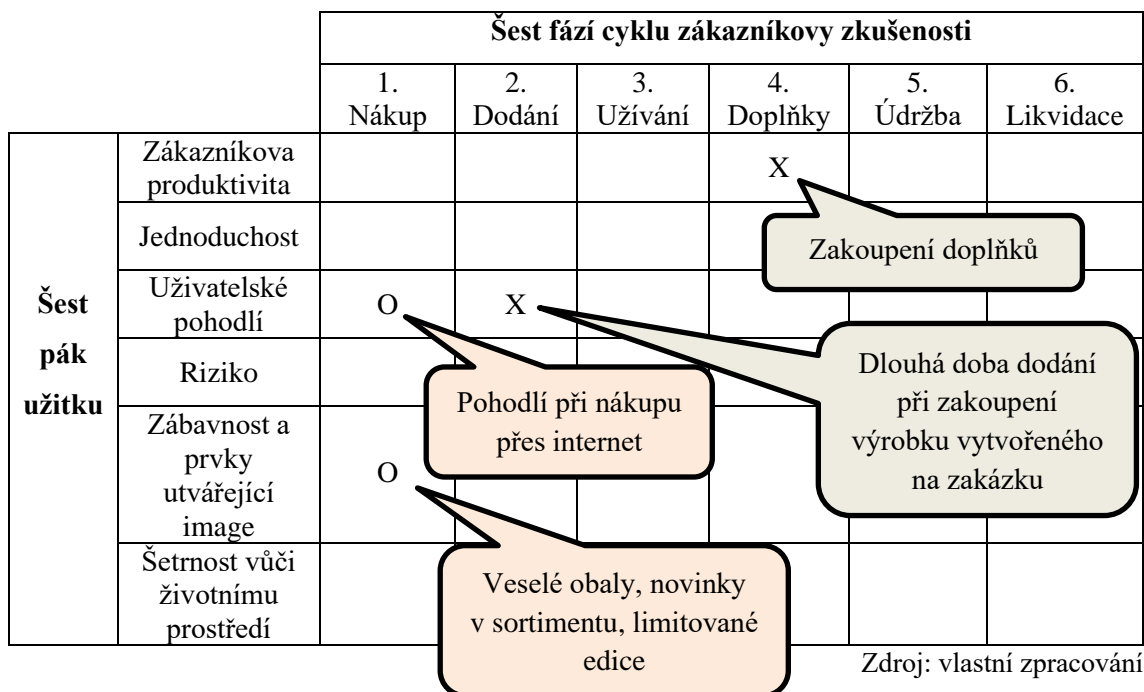 Šest fází cyklu zákazníkovy zkušenosti
1.
Nákup
2.
Dodání
3.
Užívání
4.
Doplňky
5.
Údržba
6.
Likvidace
Šest
pák
užitku
Zákazníkova
produktivita
X
Zakoupení doplňků
Jednoduchost
Uživatelské
pohodlí
O
X
Pohodlí při nákupu
přes internet
Dlouhá doba dodání
při zakoupení
výrobku vytvořeného
na zakázku
Riziko
Zábavnost a
prvky
utvářející
image
O
Veselé obaly, novinky
v sortimentu, limitované
edice
Šetrnost vůči
životnímu
prostředí
Zdroj: vlastní zpracování